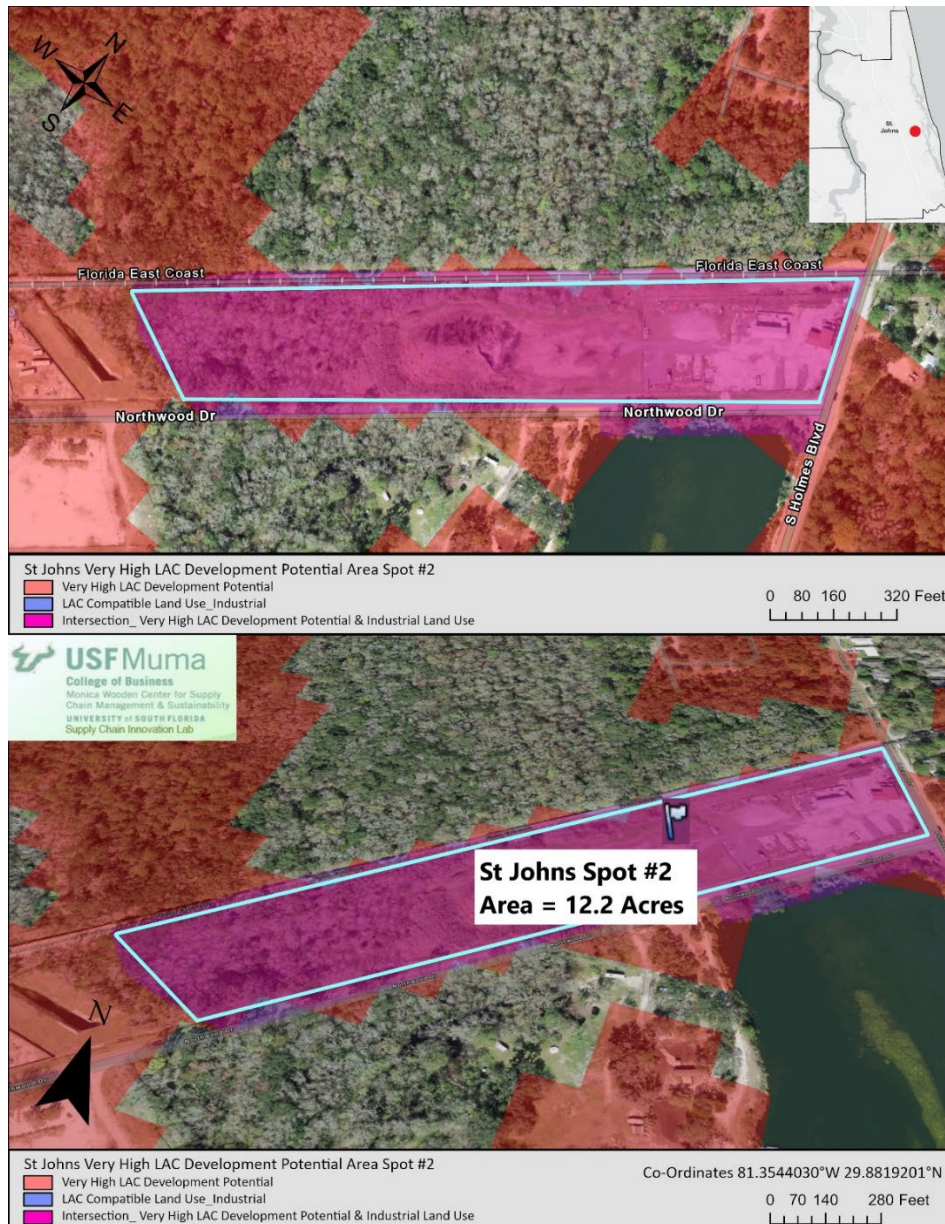 N
W
E
S
St.
Johns
Florida East Coast
Florida East Coast
Northwood Dr
Northwood Dr
S Holmes Blvd
St Johns Very High LAC Development Potential Area Spot #2
Very High LAC Development Potential
LAC Compatible Land Use_Industrial
Intersection_ Very High LAC Development Potential & Industrial Land Use
0 80 160 320 Feet
USF Muma
College of Business
Monica Wooden Center for Supply
Chain Management & Sustainability
UNIVERSITY of SOUTH FLORIDA
Supply Chain Innovation Lab
St Johns Spot #2
Area = 12.2 Acres
N
St Johns Very High LAC Development Potential Area Spot #2
Very High LAC Development Potential
LAC Compatible Land Use_Industrial
Intersection_ Very High LAC Development Potential & Industrial Land Use
Co-Ordinates 81.3544030°W 29.8819201°N
0 70 140 280 Feet